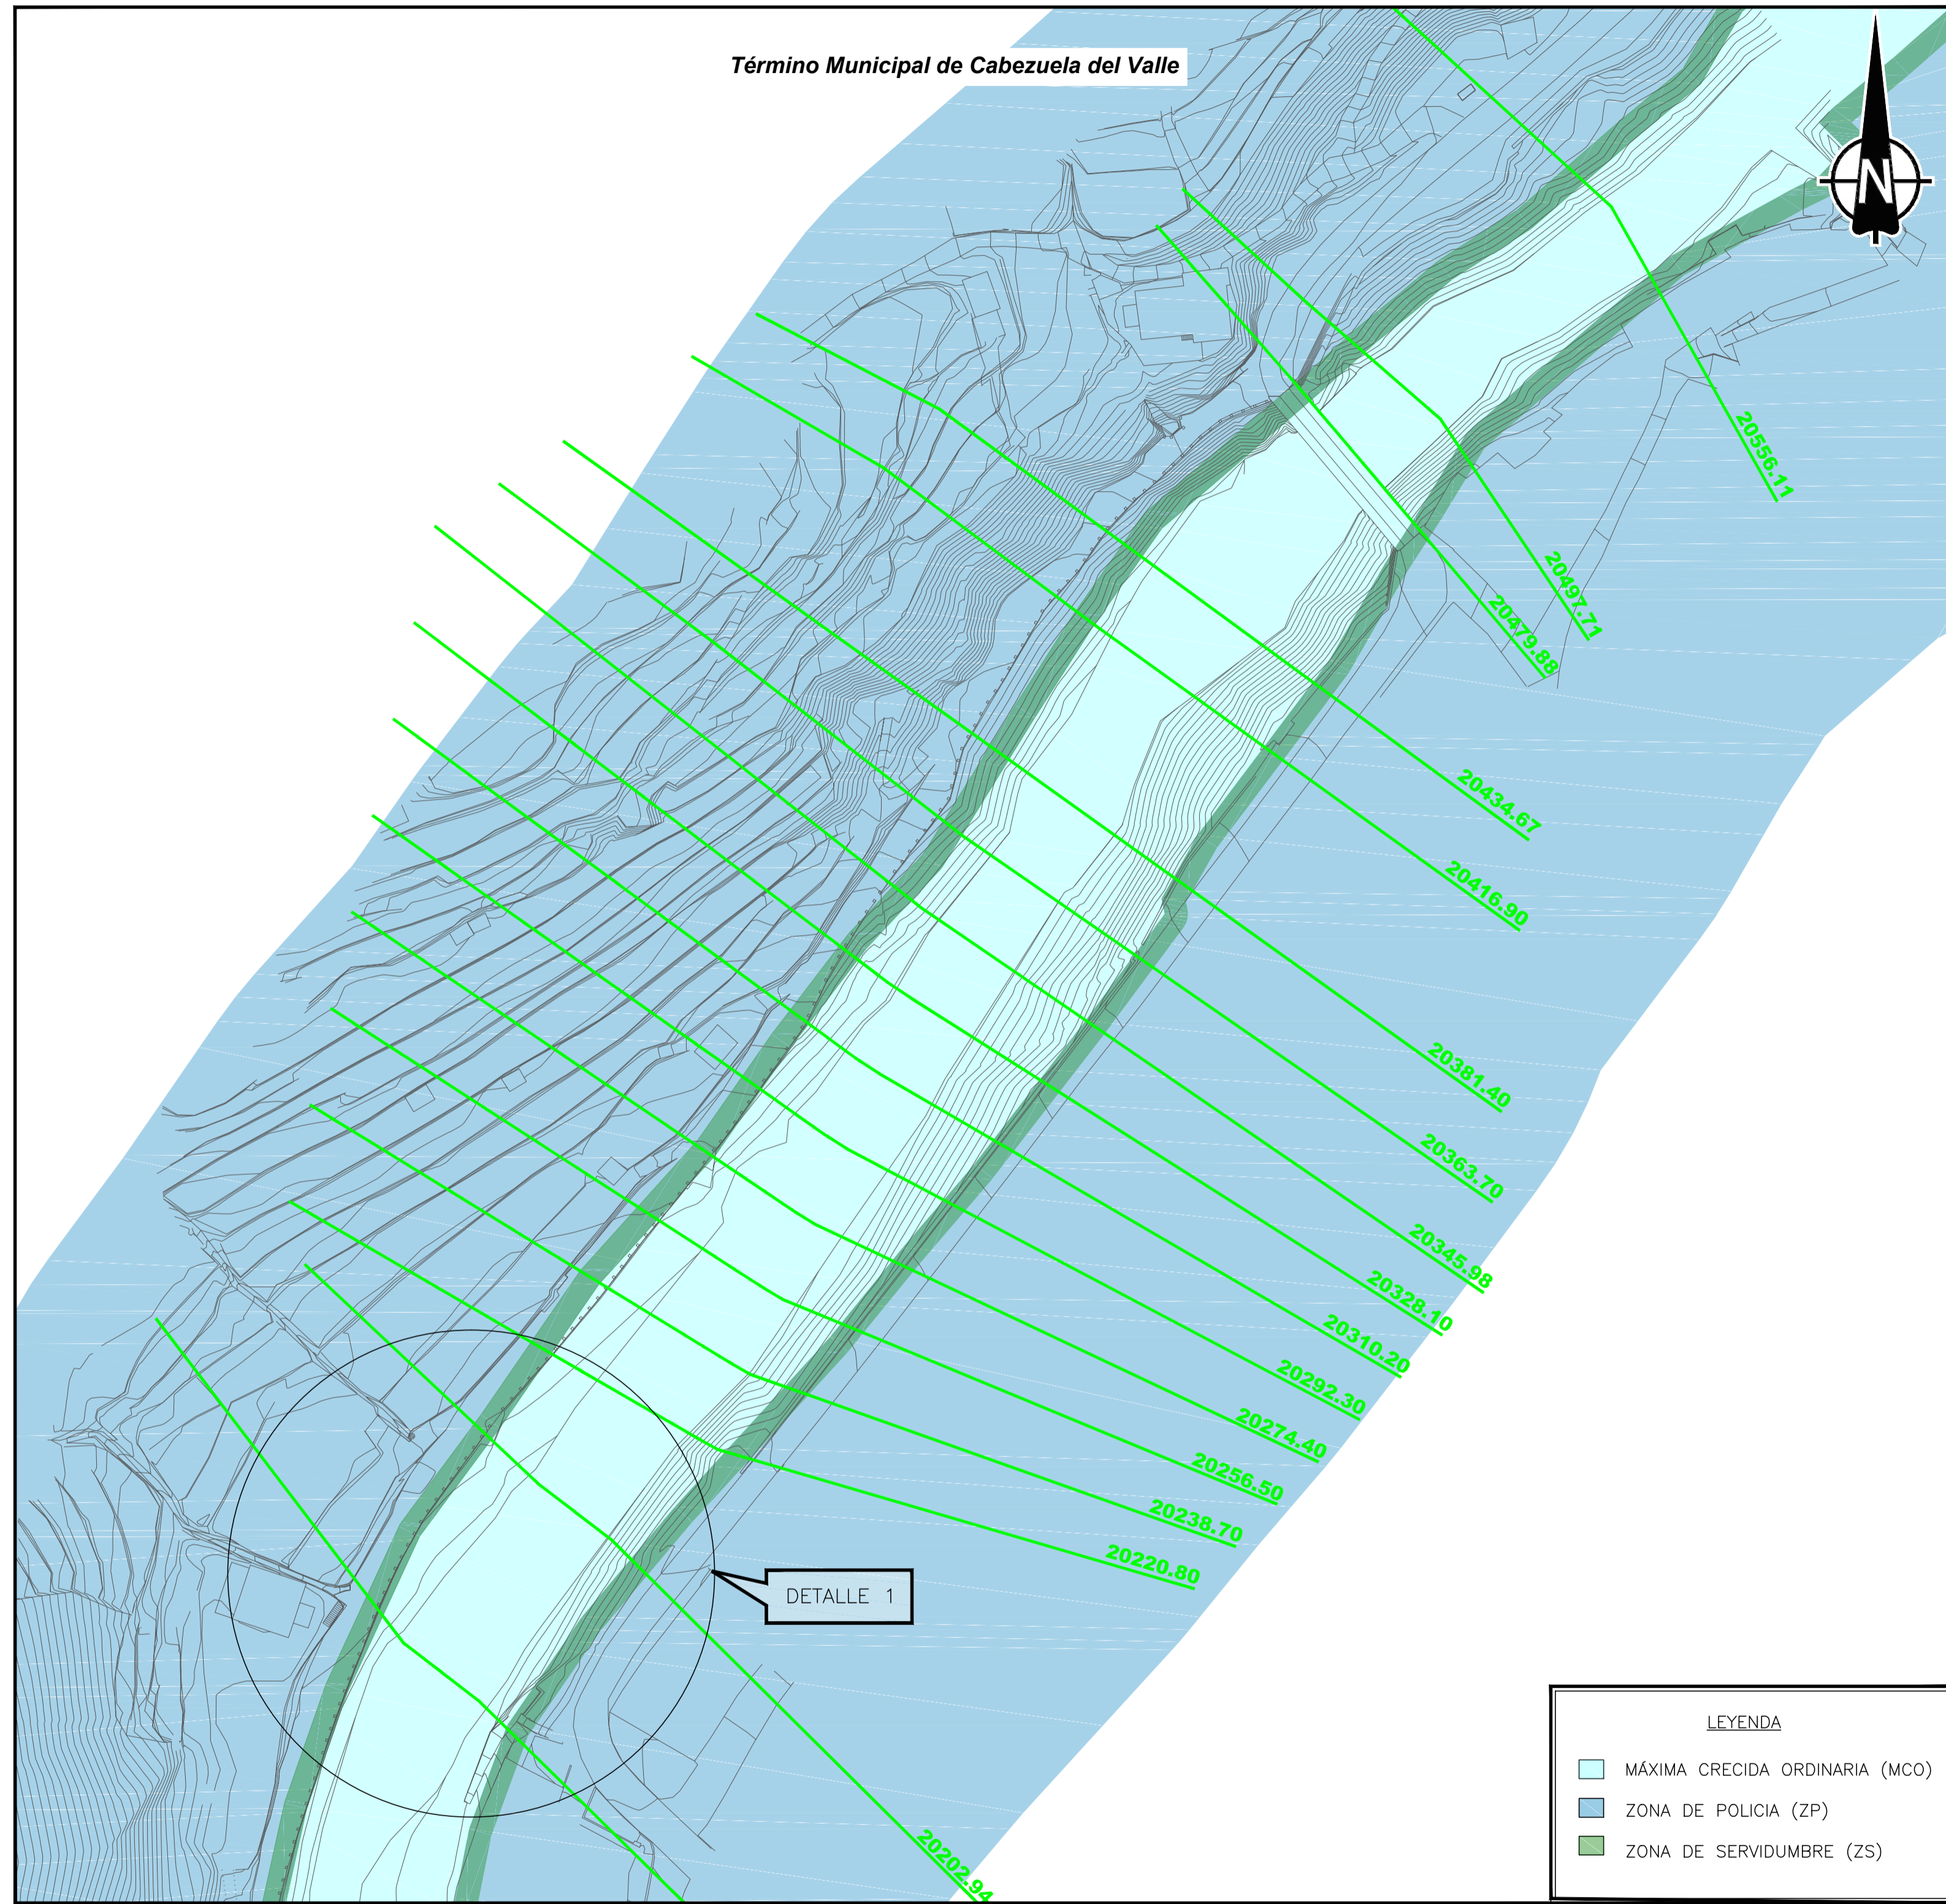 Término Municipal de Cabezuela del Valle
N
20556.11
20497.71
20479.88
20434.67
20416.90
20381.40
20363.70
20345.98
20328.10
20310.20
20292.30
20274.40
20256.50
20238.70
20220.80
DETALLE 1
20202.94
LEYENDA
MÁXIMA CRECIDA ORDINARIA (MCO)
ZONA DE POLICIA (ZP)
ZONA DE SERVIDUMBRE (ZS)